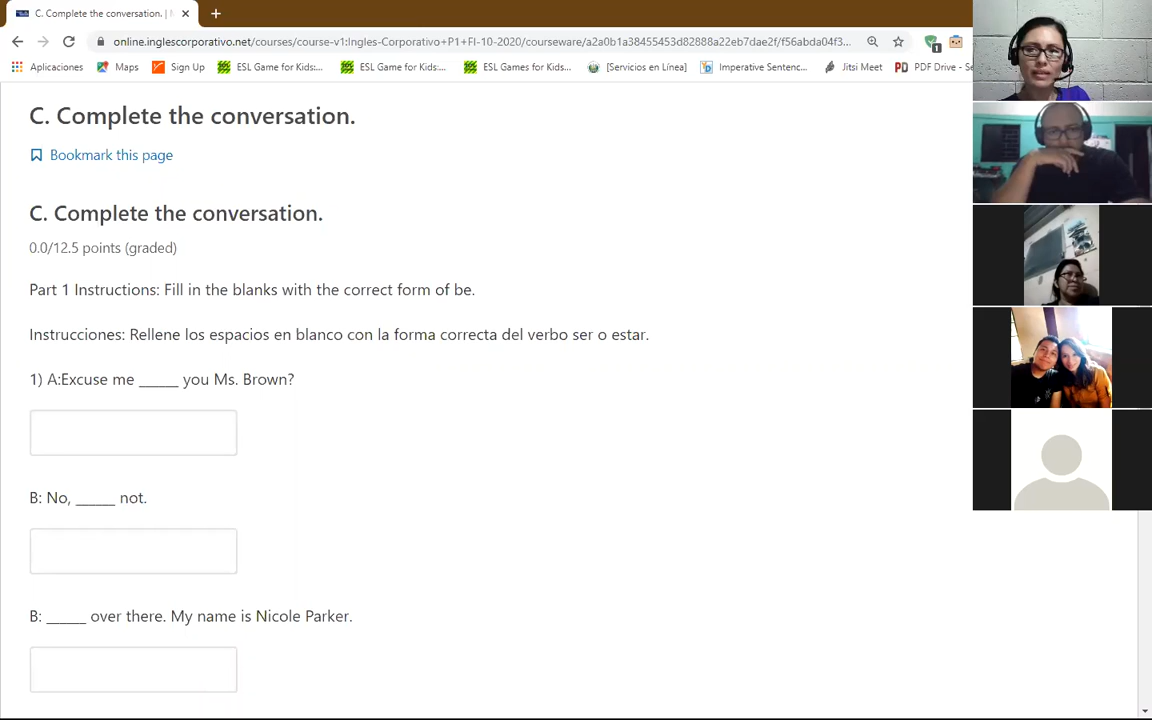 C. Complete the conversation. |
online.inglescorporativo.net/courses/course-v1:Ingles-Corporativo+P1+FI-10-2020/courseware/a2a0b1a38455453d82888a22eb7dae2f/f56abda04f3...
1
Aplicaciones Maps Sign Up ESL Game for Kids:... ESL Game for Kids:... ESL Games for Kids:... [Servicios en Línea] Imperative Sentenc... Jitsi Meet PD PDF Drive - Se
C. Complete the conversation.
Bookmark this page
C. Complete the conversation.
0.0/12.5 points (graded)
Part 1 Instructions: Fill in the blanks with the correct form of be.
Instrucciones: Rellene los espacios en blanco con la forma correcta del verbo ser o estar.
1) A:Excuse me _____ you Ms. Brown?
B: No, _____ not.
B: _____ over there. My name is Nicole Parker.